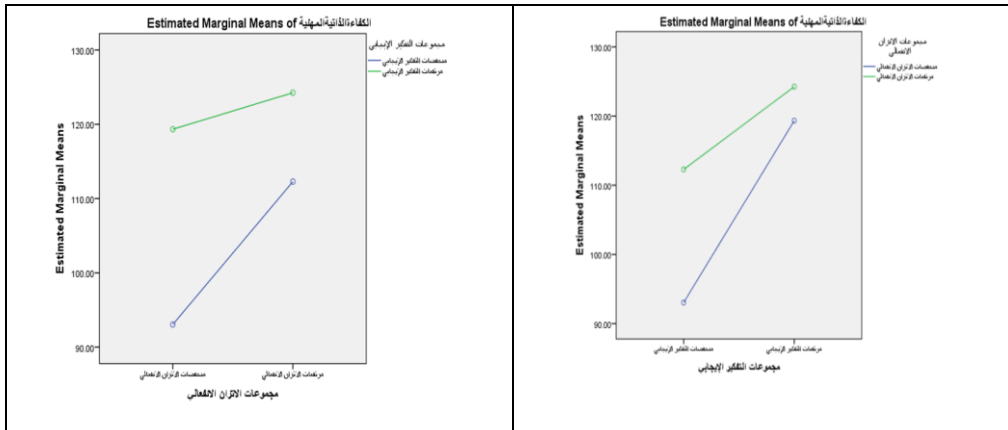 Estimated Marginal Means of الكفاءةالذاتيةالمهنية
مجموعات التفكير الإيجابي
منخفضات التفكير الإيجابي
مرتفعات التفكير الإيجابي
Estimated Marginal Means
130.00
120.00
110.00
100.00
90.00
منخفضات الاتزان الانفعالي
مرتفعات الاتزان الانفعالي
مجموعات الاتزان الانفعالي
Estimated Marginal Means of الكفاءةالذاتيةالمهنية
مجموعات الاتزان
الانفعالي
منخفضات الاتزان الانفعالي
مرتفعات الاتزان الانفعالي
Estimated Marginal Means
130.00
120.00
110.00
100.00
90.00
منخفضات التفكير الإيجابي
مرتفعات التفكير الإيجابي
مجموعات التفكير الإيجابي